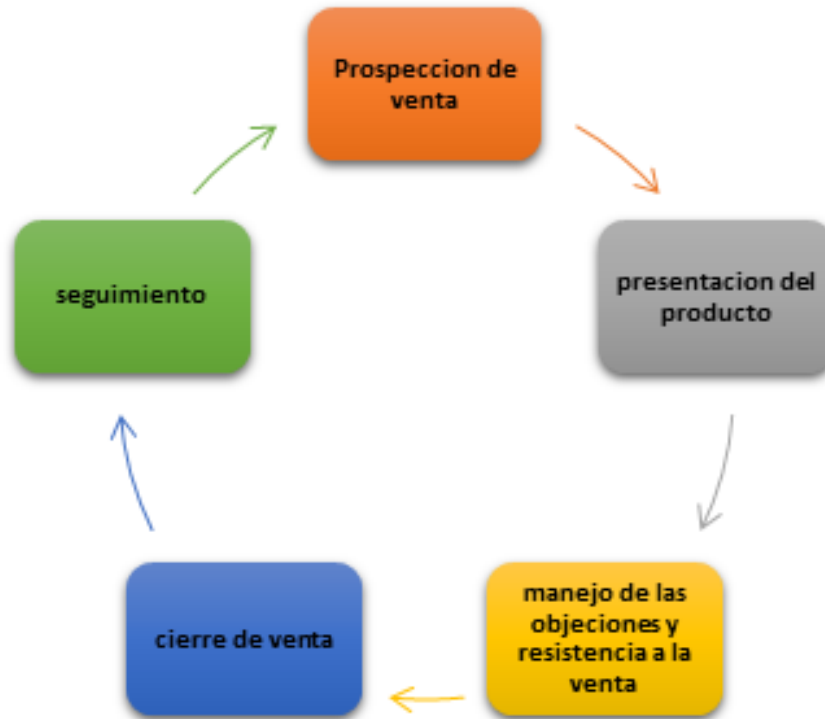 Prospeccion de
venta
presentacion del
producto
manejo de las
objeciones y
resistencia a la
venta
cierre de venta
seguimiento